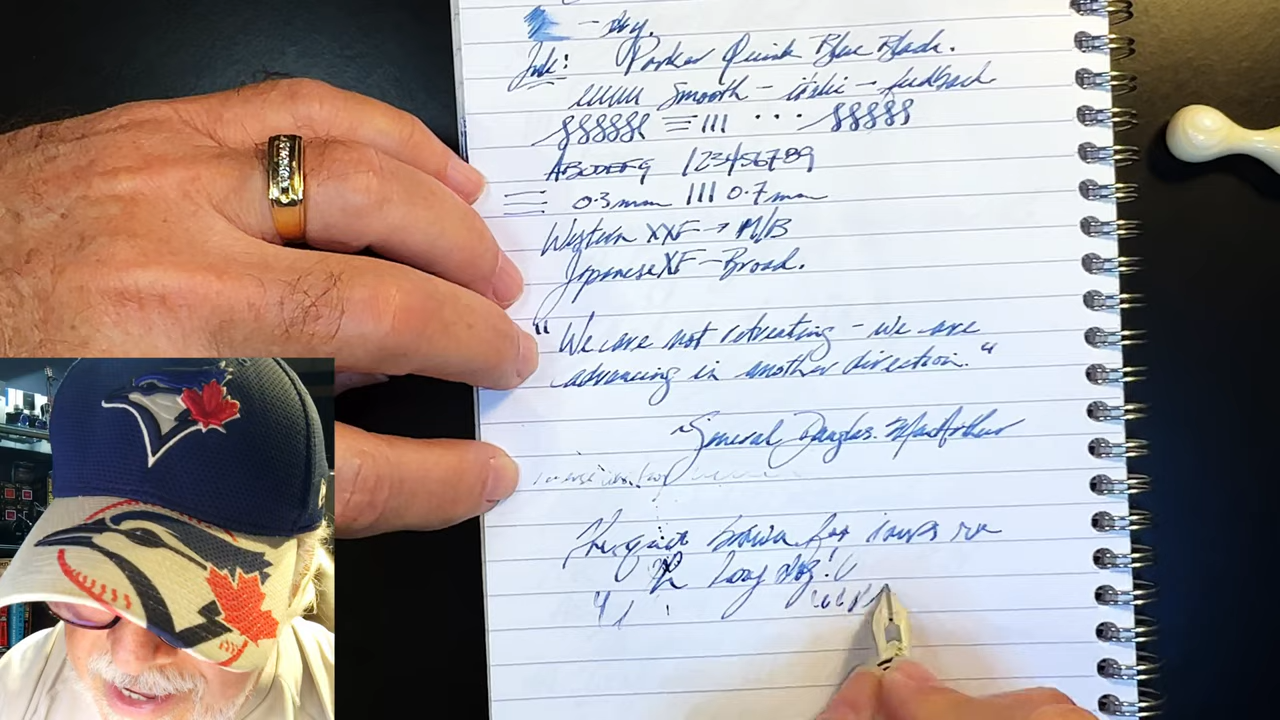 - dry.
Ink: Parker Quink Blue Black.
Smooth - italic - feedback
ABCDEFG 123456789
0.3mm 0.7mm
Western XXF → M/B
Japanese XF - Broad.
"We are not retreating - we are
advancing in another direction."
~General Douglas MacArthur
The quick brown fox jumps over
the lazy dog!